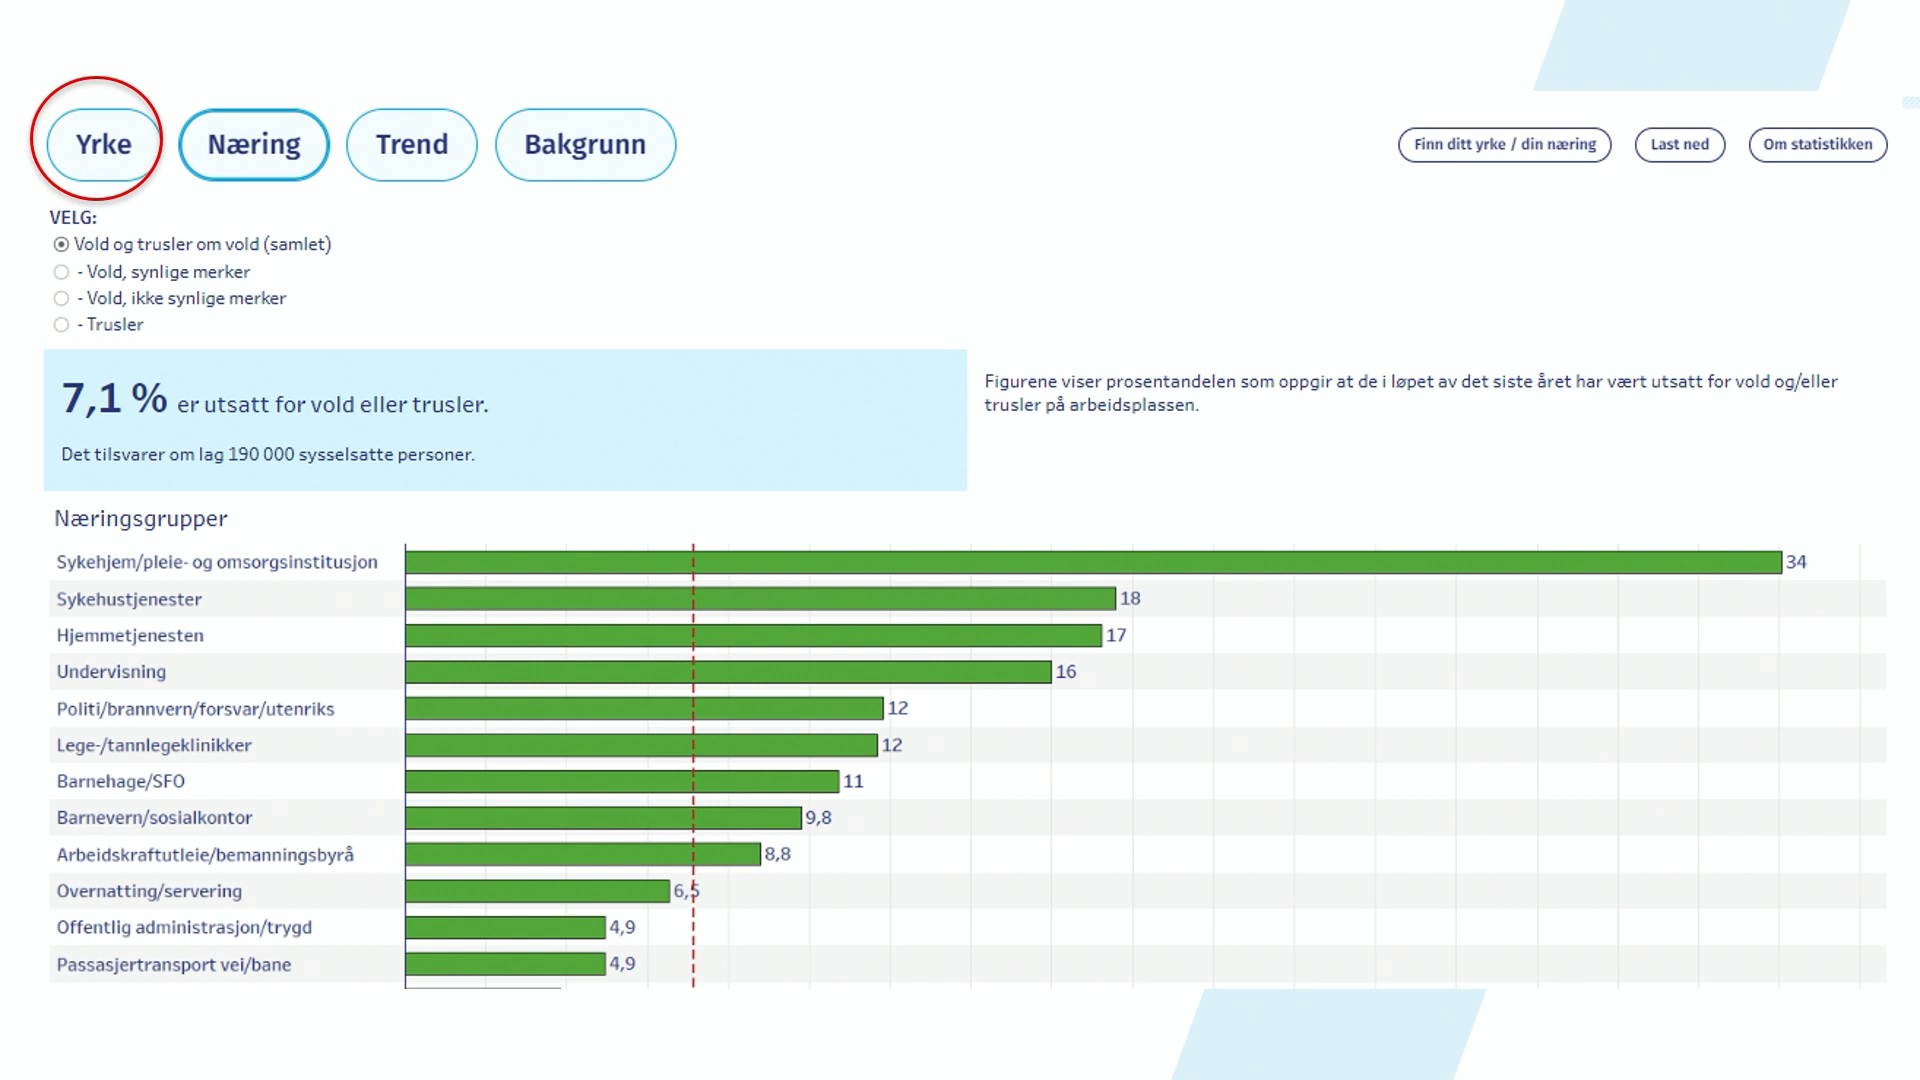 Yrke
Næring
Trend
Bakgrunn
Finn ditt yrke / din næring
Last ned
Om statistikken
VELG:
Vold og trusler om vold (samlet)
- Vold, synlige merker
- Vold, ikke synlige merker
- Trusler
7,1 % er utsatt for vold eller trusler.
Det tilsvarer om lag 190 000 sysselsatte personer.
Figurene viser prosentandelen som oppgir at de i løpet av det siste året har vært utsatt for vold og/eller
trusler på arbeidsplassen.
Næringsgrupper
Sykehjem/pleie- og omsorgsinstitusjon 34
Sykehustjenester 18
Hjemmetjenesten 17
Undervisning 16
Politi/brannvern/forsvar/utenriks 12
Lege-/tannlegeklinikker 12
Barnehage/SFO 11
Barnevern/sosialkontor 9,8
Arbeidskraftutleie/bemanningsbyrå 8,8
Overnatting/servering 6,5
Offentlig administrasjon/trygd 4,9
Passasjertransport vei/bane 4,9